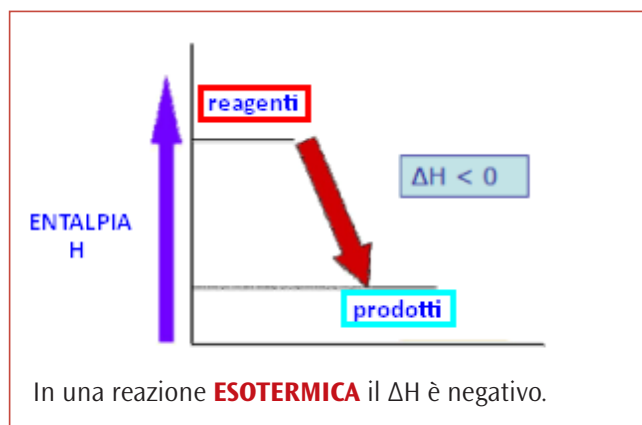 reagenti
ΔH < 0
ENTALPIA
H
prodotti
In una reazione ESOTERMICA il ΔH è negativo.